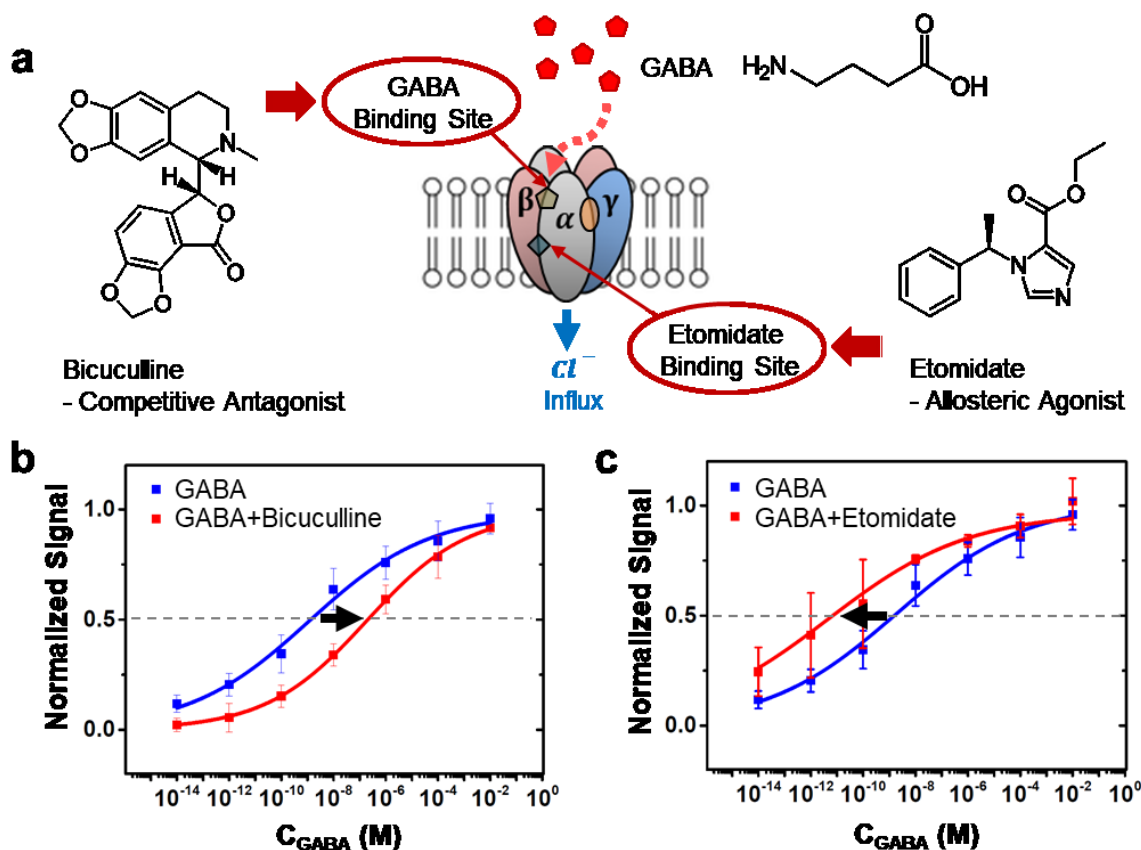 a
GABA
Binding Site
GABA
H₂N
O
OH
O
O
N
H
H
O
O
O
O
β
α
γ
O
O
N
N
Etomidate
Binding Site
Cl⁻
Influx
Bicuculline
- Competitive Antagonist
Etomidate
- Allosteric Agonist
b
GABA
GABA+Bicuculline
Normalized Signal
1.0
0.5
0.0
10⁻¹⁴ 10⁻¹² 10⁻¹⁰ 10⁻⁸ 10⁻⁶ 10⁻⁴ 10⁻² 10⁰
C_GABA (M)
c
GABA
GABA+Etomidate
Normalized Signal
1.0
0.5
0.0
10⁻¹⁴ 10⁻¹² 10⁻¹⁰ 10⁻⁸ 10⁻⁶ 10⁻⁴ 10⁻² 10⁰
C_GABA (M)